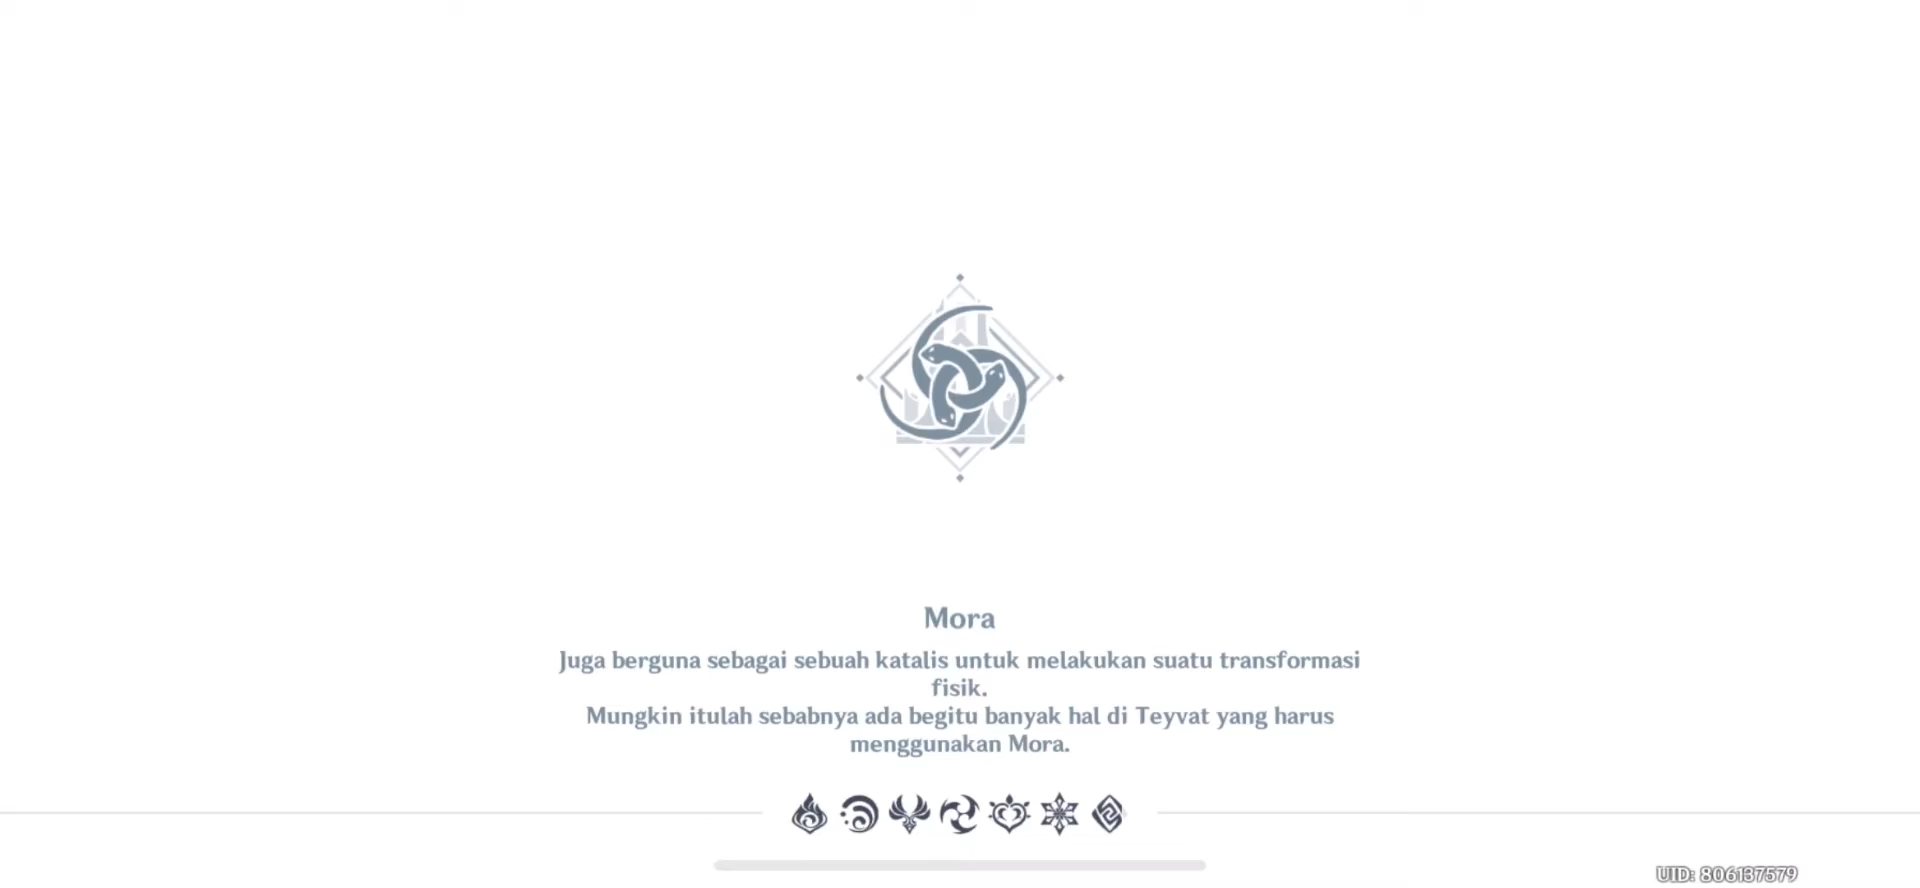 Mora
Juga berguna sebagai sebuah katalis untuk melakukan suatu transformasi
fisik.
Mungkin itulah sebabnya ada begitu banyak hal di Teyvat yang harus
menggunakan Mora.
UID: 806137579